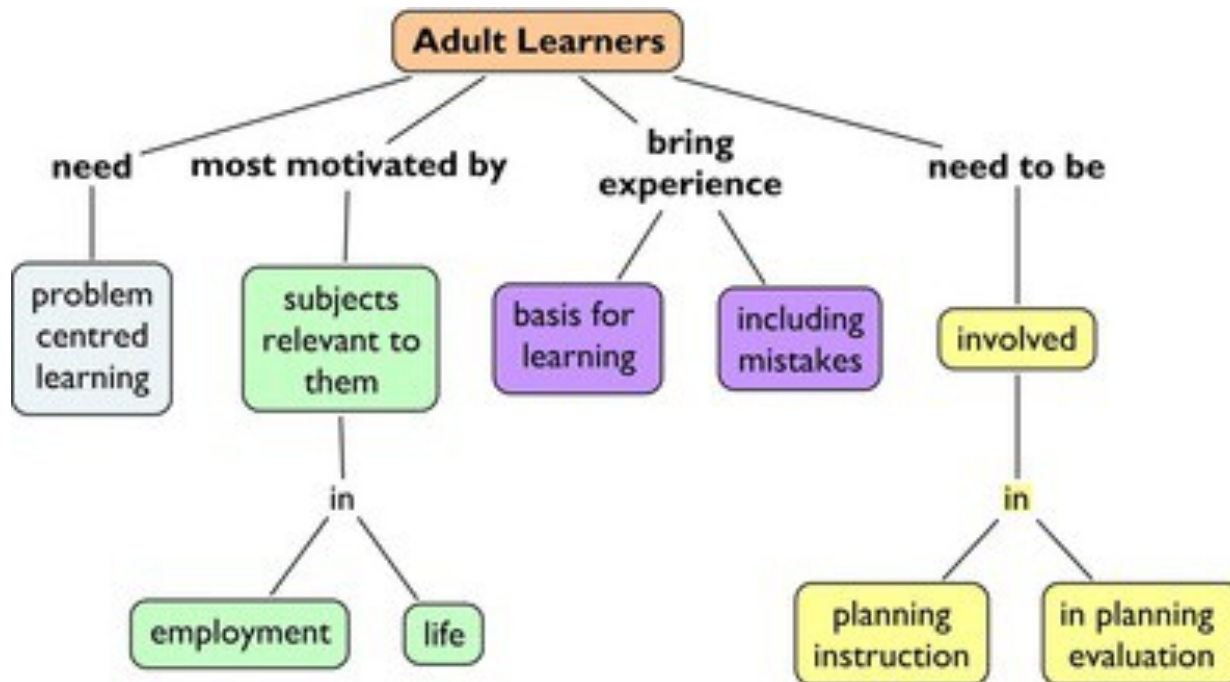 Adult Learners
need
most motivated by
bring
experience
need to be
problem
centred
learning
subjects
relevant to
them
basis for
learning
including
mistakes
involved
in
in
employment
life
planning
instruction
in planning
evaluation